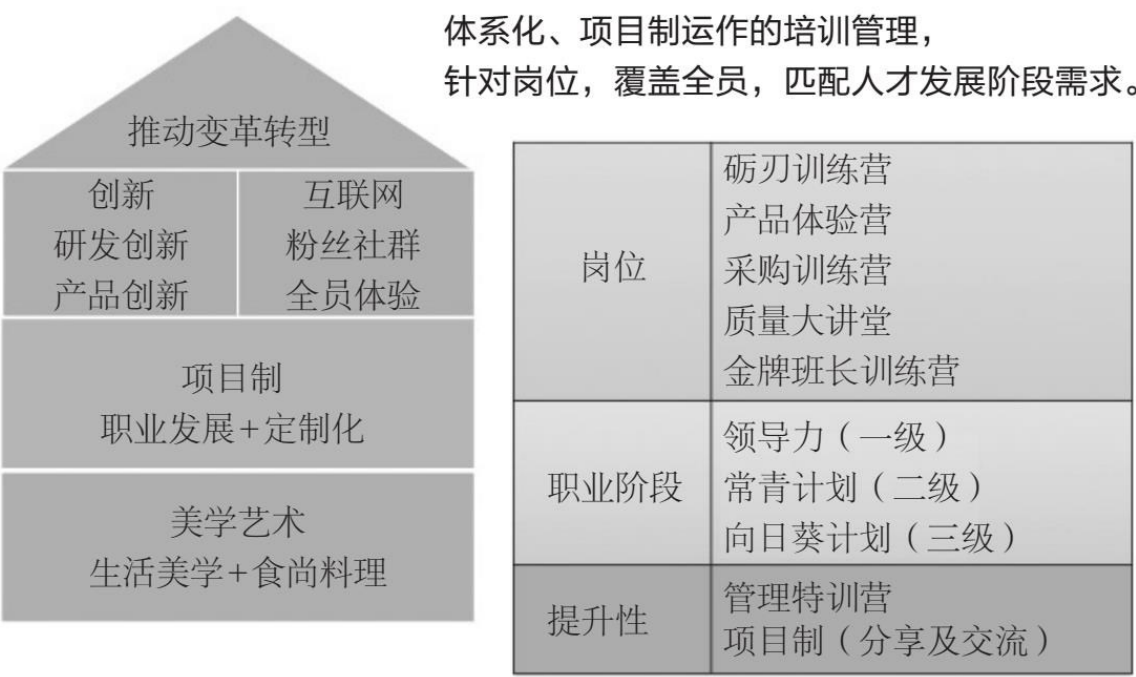 体系化、项目制运作的培训管理，
针对岗位，覆盖全员，匹配人才发展阶段需求。
推动变革转型
创新
研发创新
产品创新
互联网
粉丝社群
全员体验
项目制
职业发展+定制化
美学艺术
生活美学+食尚料理
岗位
砺刃训练营
产品体验营
采购训练营
质量大讲堂
金牌班长训练营
职业阶段
领导力（一级）
常青计划（二级）
向日葵计划（三级）
提升性
管理特训营
项目制（分享及交流）